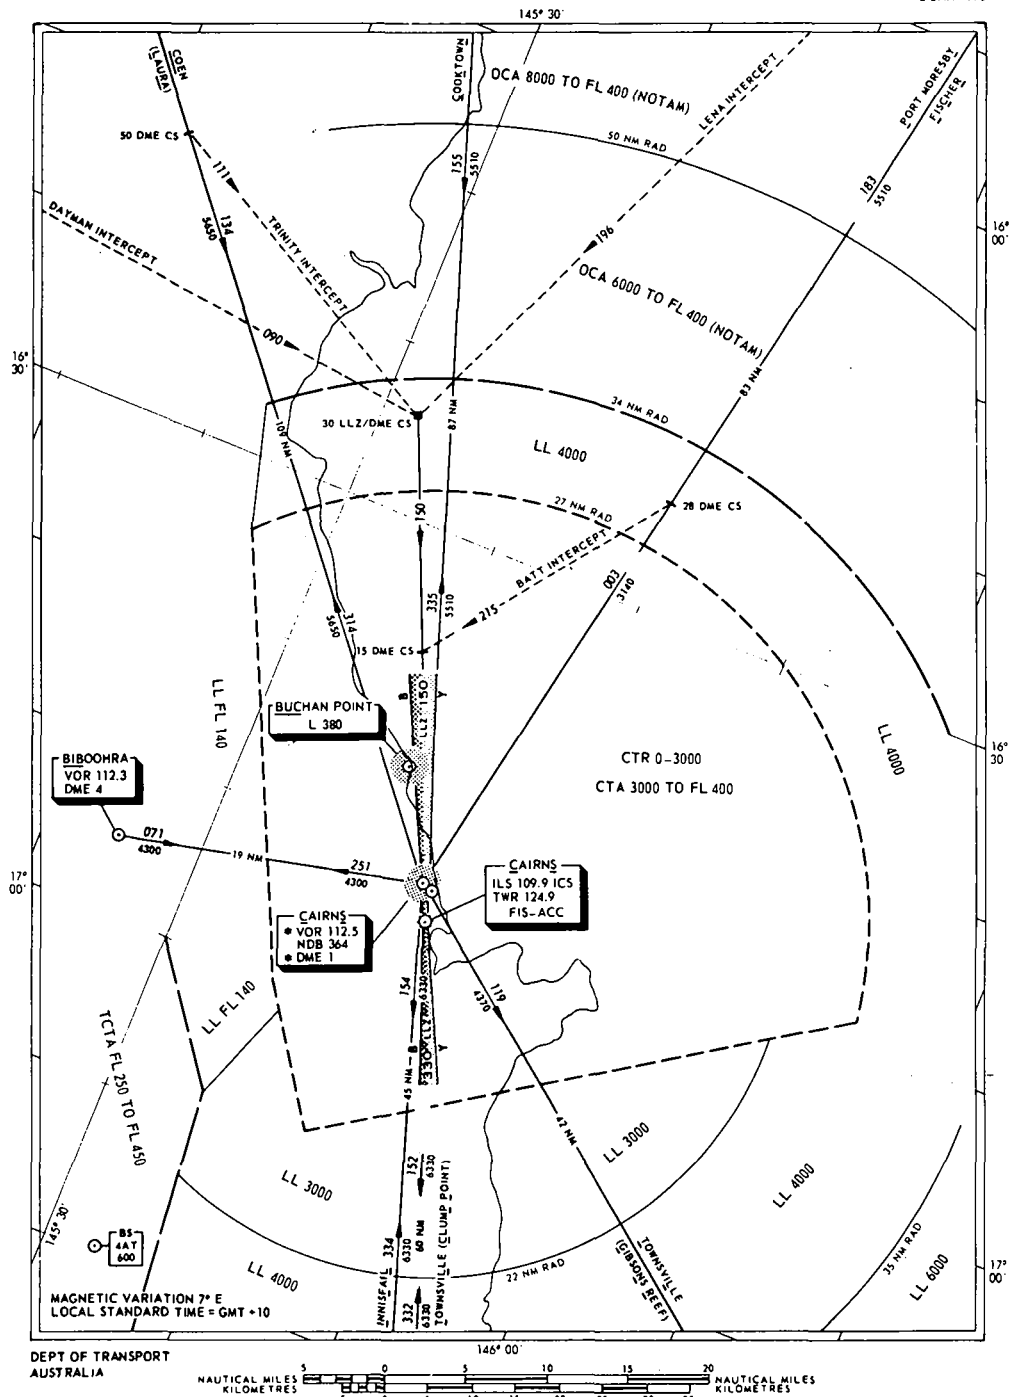 145° 30'
COEN
(LAURA)
COOKTOWN
OCA 8000 TO FL 400 (NOTAM)
LENA INTERCEPT
PORT MORESBY
FISCHER
50 DME CS
50 NM RAD
111
155
5510
183
5510
134
5650
DAYMAN INTERCEPT
TRINITY INTERCEPT
196
16°
00'
OCA 6000 TO FL 400 (NOTAM)
090
16°
30'
83 NM
34 NM RAD
30 LLZ/DME CS
87 NM
109 NM
LL 4000
27 NM RAD
28 DME CS
150
BATT INTERCEPT
003
3140
335
5510
215
314
5650
15 DME CS
LL FL 140
B
LLZ 150
Y
BUCHAN POINT
L 380
LL 4000
16°
30
CTR 0-3000
CTA 3000 TO FL 400
BIBOOHRA
VOR 112.3
DME 4
071
4300
19 NM
251
4300
17°
00'
CAIRNS
ILS 109.9 ICS
TWR 124.9
FIS-ACC
CAIRNS
* VOR 112.5
NDB 364
* DME 1
154
6330
LLZ
330
119
4370
LL FL 140
B
Y
45 NM
TCTA FL 250 TO FL 450
42 NM
LL 3000
LL 3000
152
6330
LL 4000
145° 30'
BS
4AT
600
LL 4000
INNISFAIL
334
6330
60 NM
TOWNSVILLE (CLUMP POINT)
332
6330
22 NM RAD
TOWNSVILLE
(GIBSONS REEF)
35 NM RAD
LL 6000
17°
00'
MAGNETIC VARIATION 7° E
LOCAL STANDARD TIME = GMT +10
146° 00'
DEPT OF TRANSPORT
AUSTRALIA
NAUTICAL MILES
5 0 5 10 15 20
NAUTICAL MILES
KILOMETRES
KILOMETRES